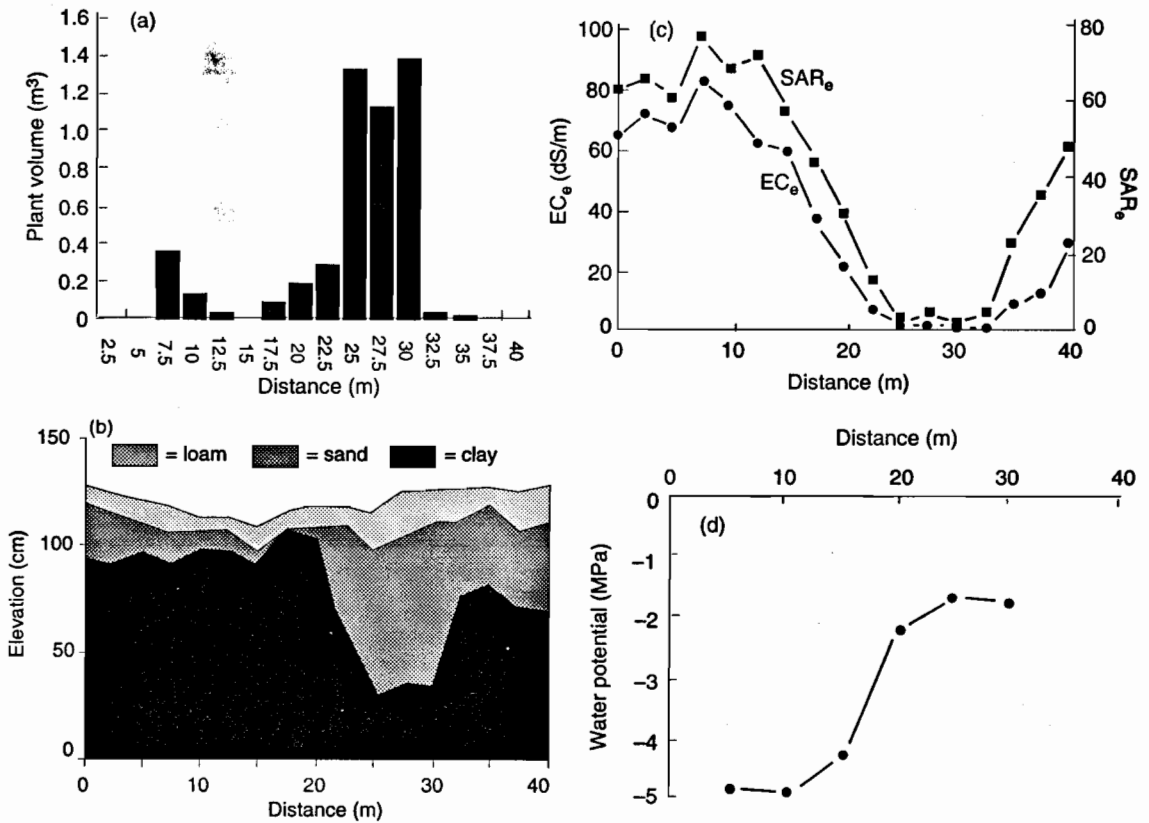 (a)
1.6
1.4
1.2
1.0
0.8
0.6
0.4
0.2
0
Plant volume (m³)
2.5 5 7.5 10 12.5 15 17.5 20 22.5 25 27.5 30 32.5 35 37.5 40
Distance (m)
(c)
100
80
60
40
20
0
ECₑ (dS/m)
80
60
40
20
0
SARₑ
SARₑ
ECₑ
0 10 20 30 40
Distance (m)
(b)
= loam = sand = clay
150
100
50
0
Elevation (cm)
0 10 20 30 40
Distance (m)
Distance (m)
0 10 20 30 40
(d)
0
−1
−2
−3
−4
−5
Water potential (MPa)